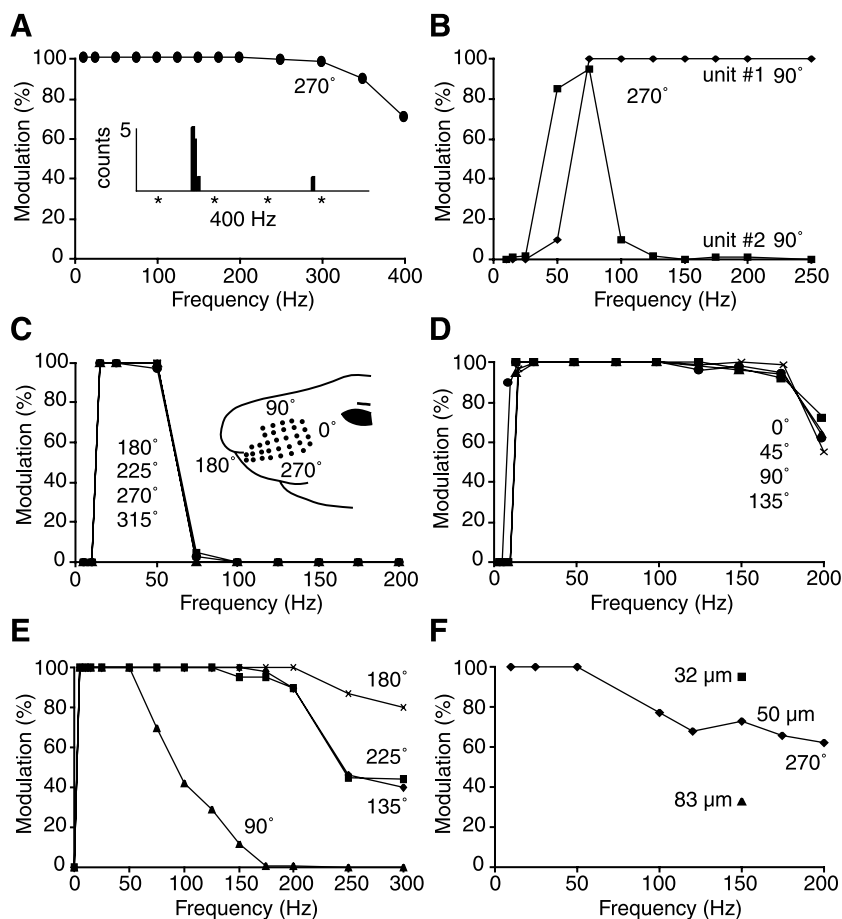 A
Modulation (%)
100
80
60
40
20
0
270°
counts
5
* * * *
400 Hz
0 100 200 300 400
Frequency (Hz)
B
Modulation (%)
100
80
60
40
20
0
unit #1 90°
270°
unit #2 90°
50 100 150 200 250
Frequency (Hz)
C
Modulation (%)
100
80
60
40
20
0
180°
225°
270°
315°
90°
0°
180°
270°
0 50 100 150 200
Frequency (Hz)
D
Modulation (%)
100
80
60
40
20
0
0°
45°
90°
135°
0 50 100 150 200
Frequency (Hz)
E
Modulation (%)
100
80
60
40
20
0
180°
225°
135°
90°
0 50 100 150 200 250 300
Frequency (Hz)
F
Modulation (%)
100
80
60
40
20
0
32 µm
50 µm
270°
83 µm
0 50 100 150 200
Frequency (Hz)